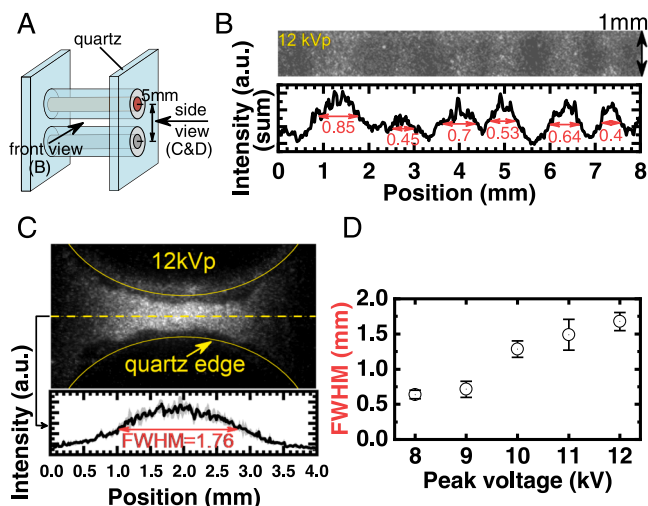 A
quartz
5mm
side
view
(C&D)
front view
(B)
B
1mm
12 kVp
Intensity (a.u.)
(sum)
0.85
0.45
0.7
0.53
0.64
0.4
0 1 2 3 4 5 6 7 8
Position (mm)
C
12kVp
quartz edge
Intensity (a.u.)
FWHM=1.76
0.0 0.5 1.0 1.5 2.0 2.5 3.0 3.5 4.0
Position (mm)
D
FWHM (mm)
2.0
1.5
1.0
0.5
0.0
8 9 10 11 12
Peak voltage (kV)